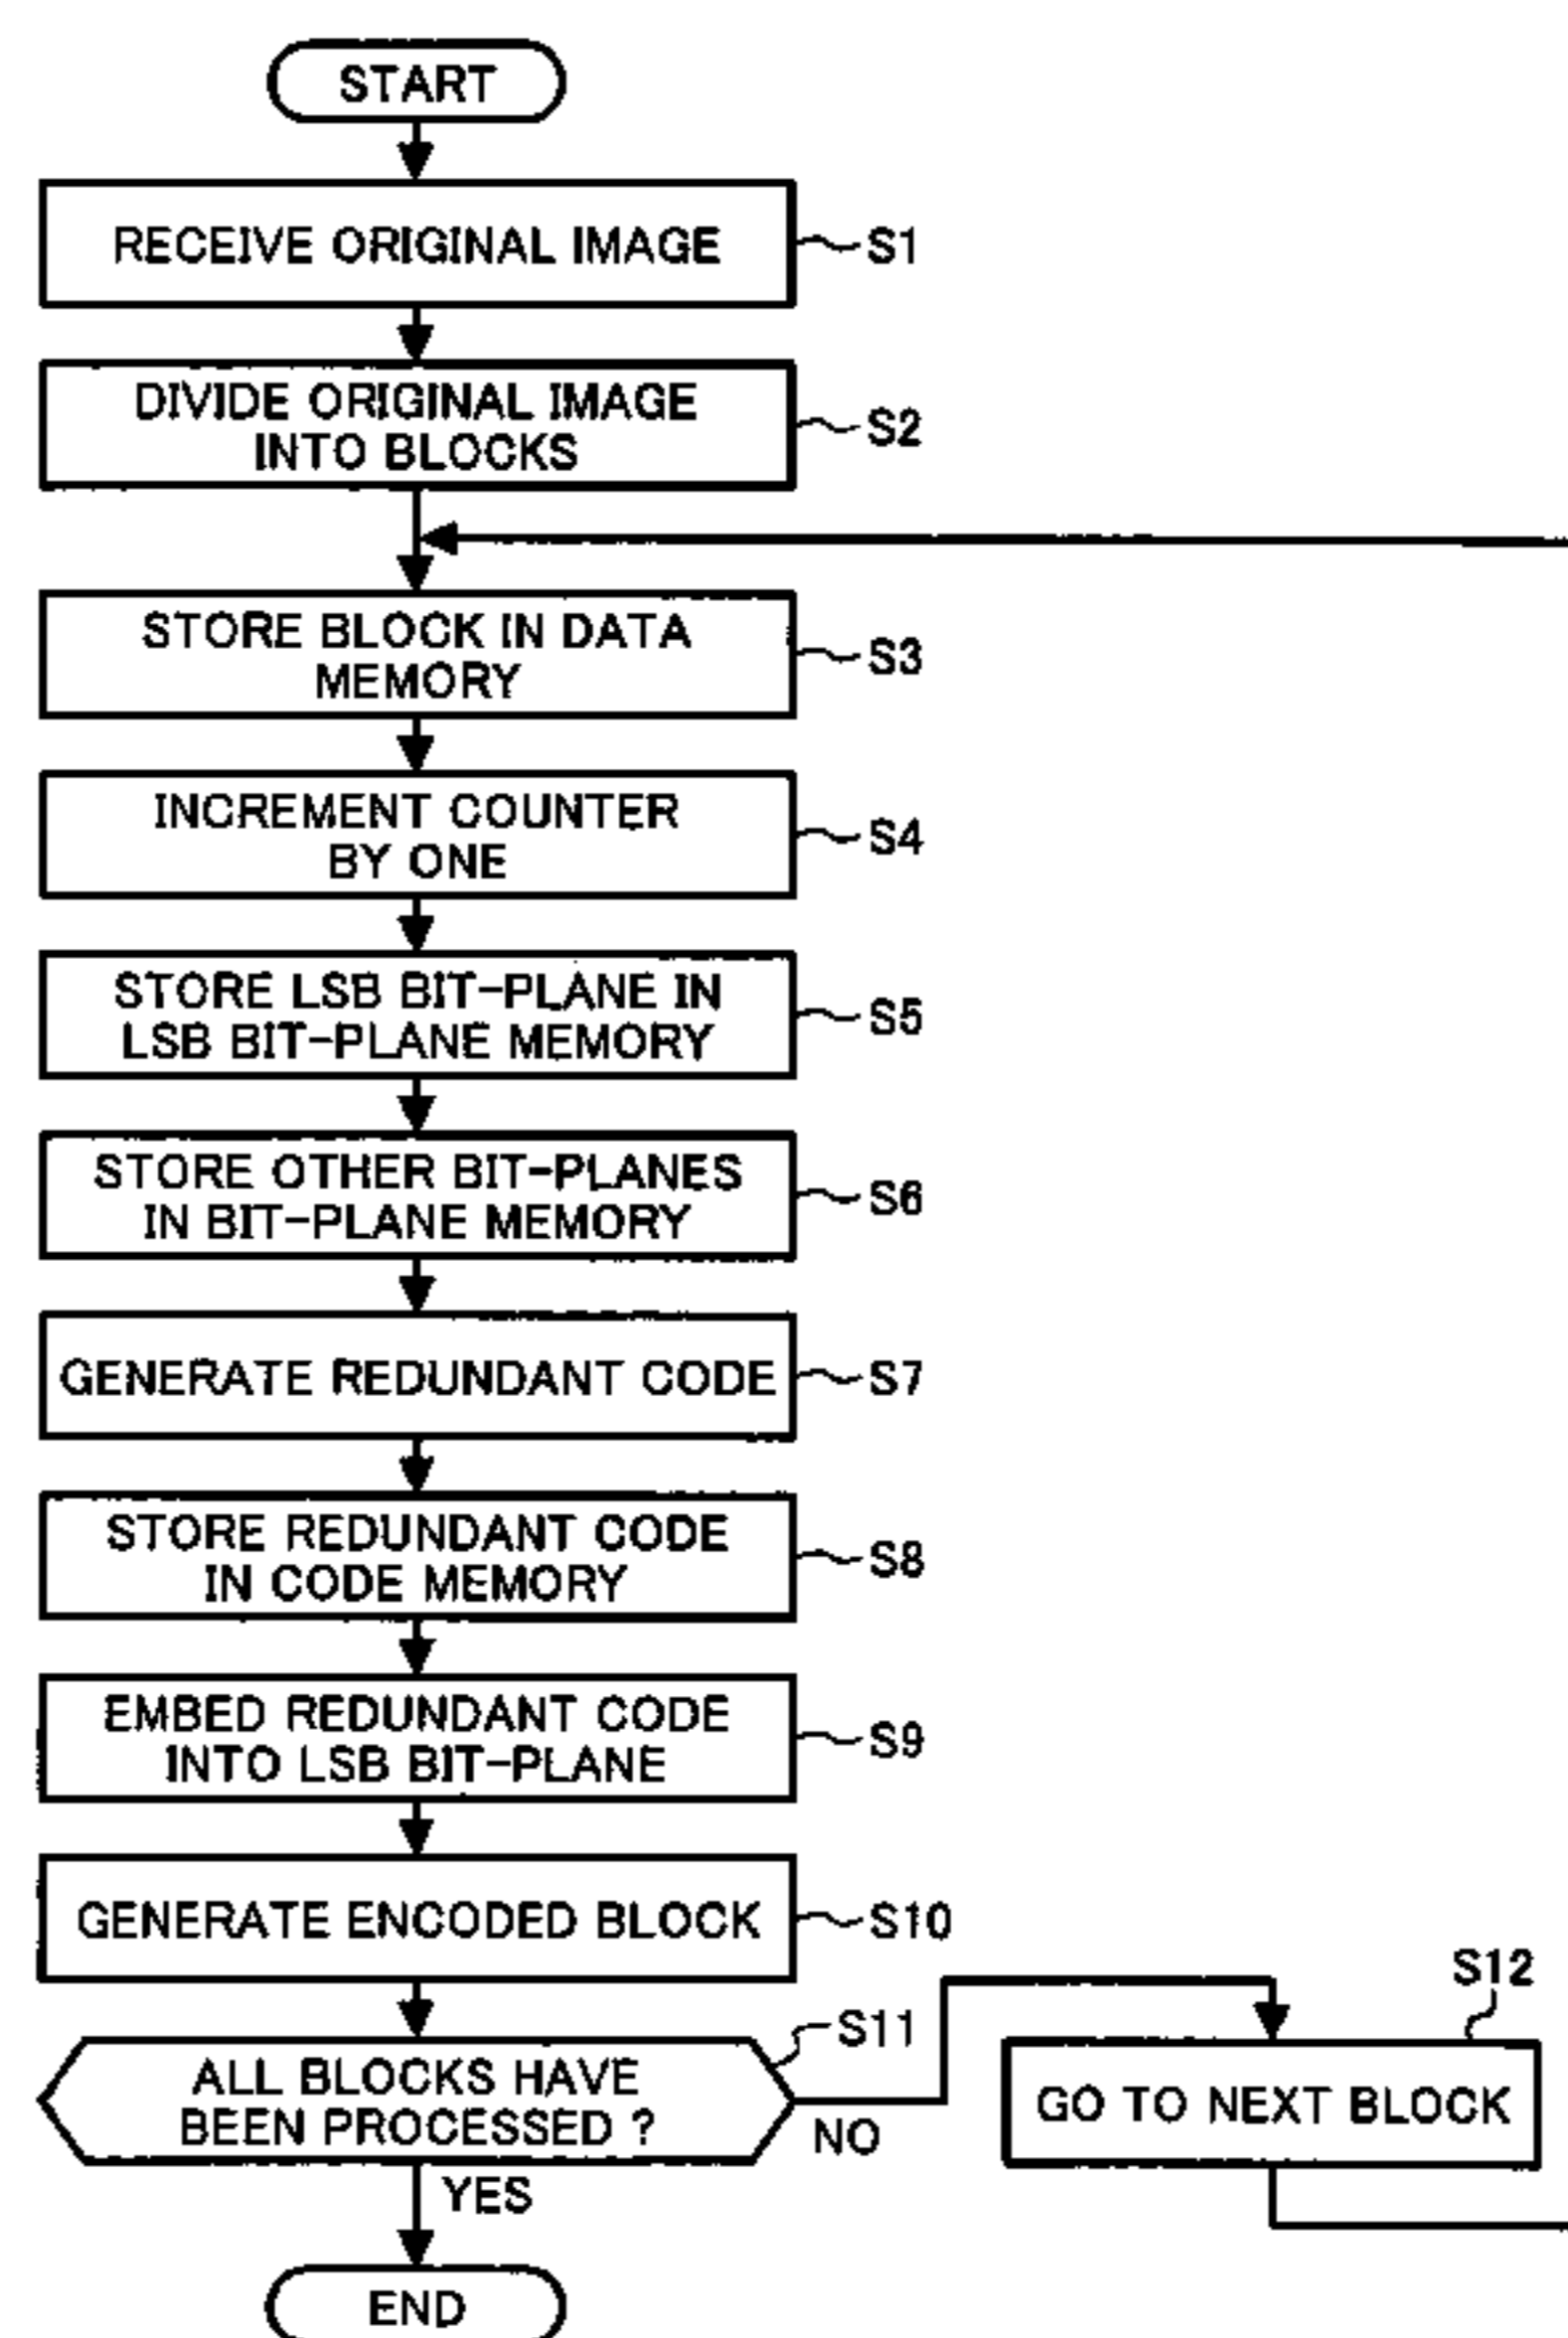 START
RECEIVE ORIGINAL IMAGE
S1
DIVIDE ORIGINAL IMAGE
INTO BLOCKS
S2
STORE BLOCK IN DATA
MEMORY
S3
INCREMENT COUNTER
BY ONE
S4
STORE LSB BIT-PLANE IN
LSB BIT-PLANE MEMORY
S5
STORE OTHER BIT-PLANES
IN BIT-PLANE MEMORY
S6
GENERATE REDUNDANT CODE
S7
STORE REDUNDANT CODE
IN CODE MEMORY
S8
EMBED REDUNDANT CODE
INTO LSB BIT-PLANE
S9
GENERATE ENCODED BLOCK
S10
S11
ALL BLOCKS HAVE
BEEN PROCESSED ?
NO
S12
GO TO NEXT BLOCK
YES
END